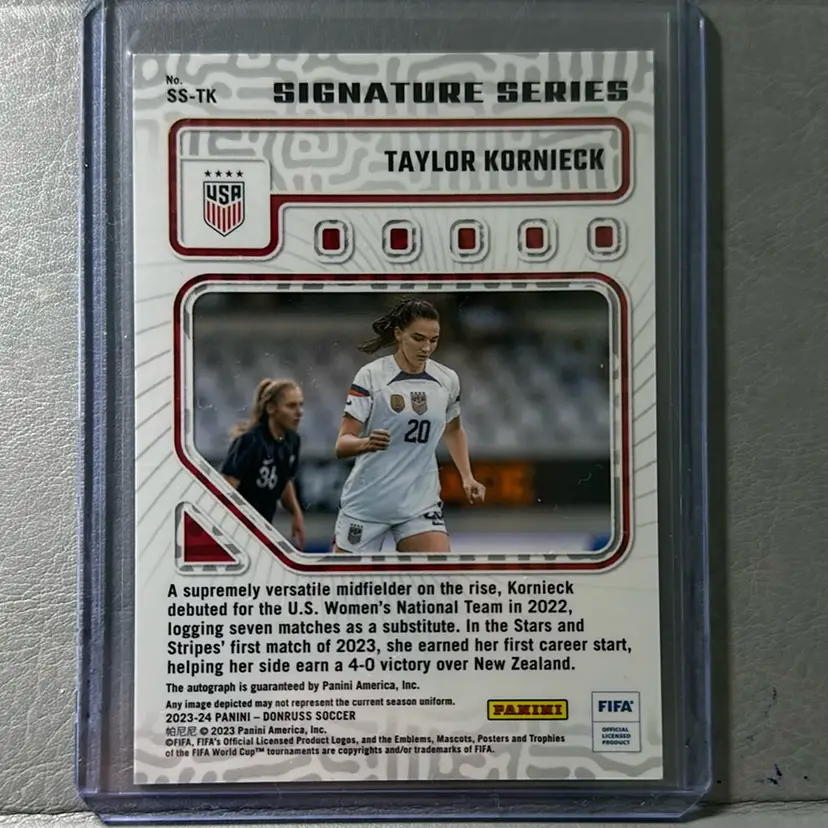 No.
SS-TK
SIGNATURE SERIES
TAYLOR KORNIECK
USA
36
20
A supremely versatile midfielder on the rise, Kornieck
debuted for the U.S. Women's National Team in 2022,
logging seven matches as a substitute. In the Stars and
Stripes' first match of 2023, she earned her first career start,
helping her side earn a 4-0 victory over New Zealand.
The autograph is guaranteed by Panini America, Inc.
Any image depicted may not represent the current season uniform.
2023-24 PANINI – DONRUSS SOCCER
帕尼尼 © 2023 Panini America, Inc.
©FIFA, FIFA's Official Licensed Product Logos, and the Emblems, Mascots, Posters and Trophies
of the FIFA World Cup™ tournaments are copyrights and/or trademarks of FIFA.
PANINI
FIFA
OFFICIAL
LICENSED
PRODUCT